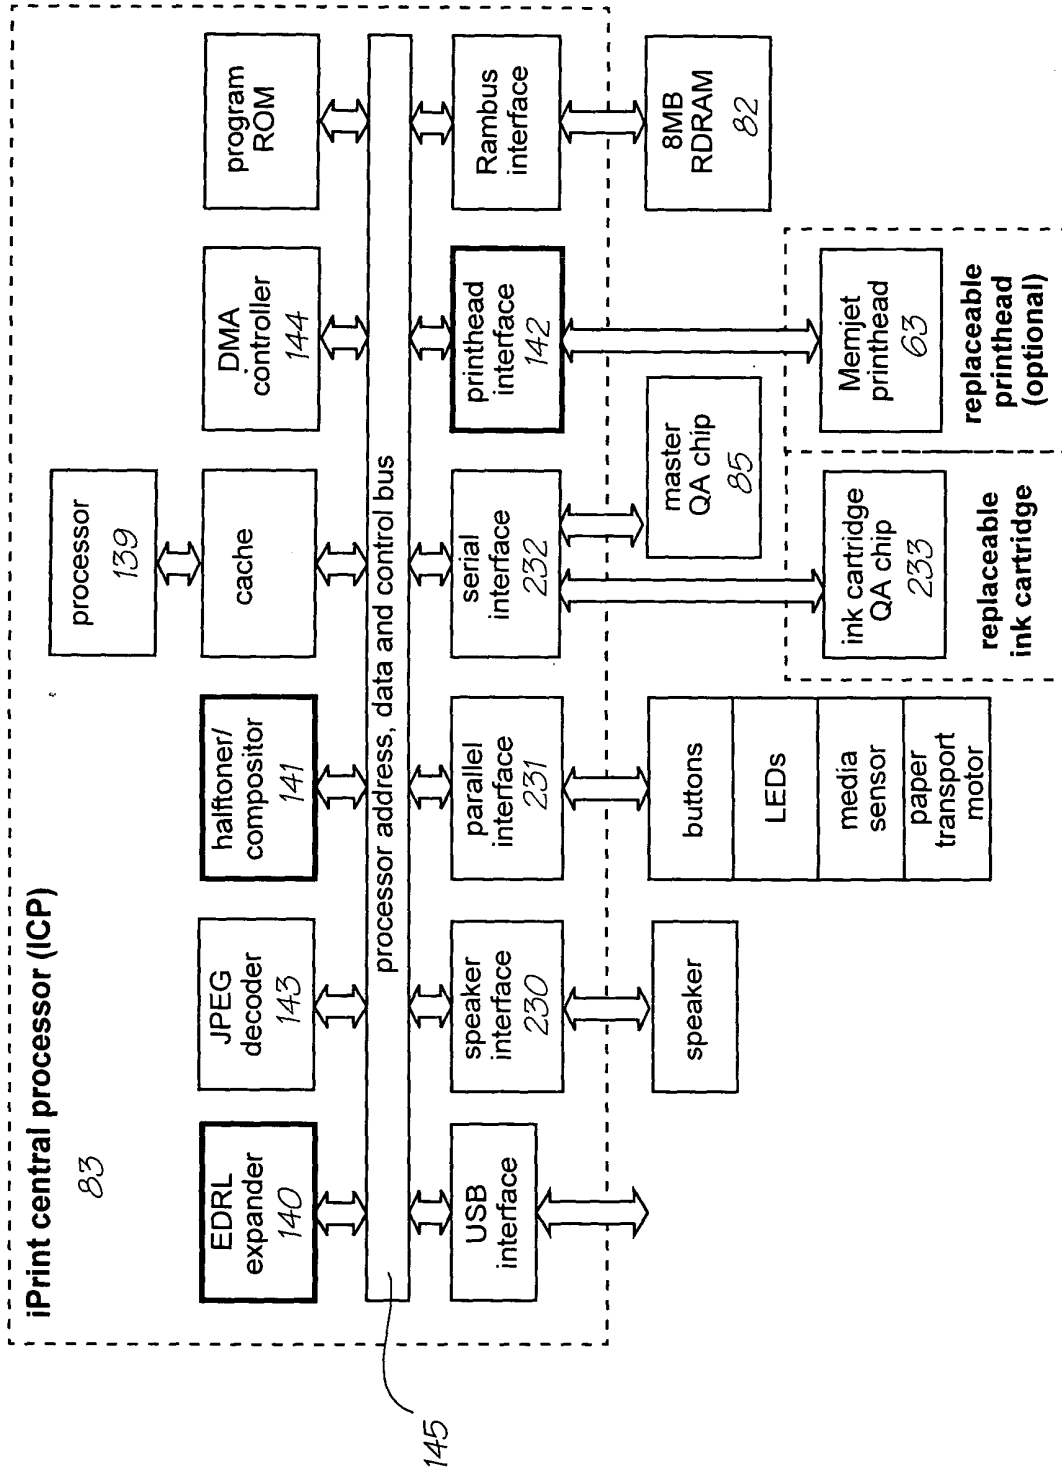 iPrint central processor (ICP)
83
processor
139
EDRL
expander
140
JPEG
decoder
143
halftoner/
compositor
141
cache
DMA
controller
144
program
ROM
processor address, data and control bus
145
USB
interface
speaker
interface
230
parallel
interface
231
serial
interface
232
printhead
interface
142
Rambus
interface
speaker
buttons
LEDs
media
sensor
paper
transport
motor
master
QA chip
85
8MB
RDRAM
82
ink cartridge
QA chip
233
replaceable
ink cartridge
Memjet
printhead
63
replaceable
printhead
(optional)